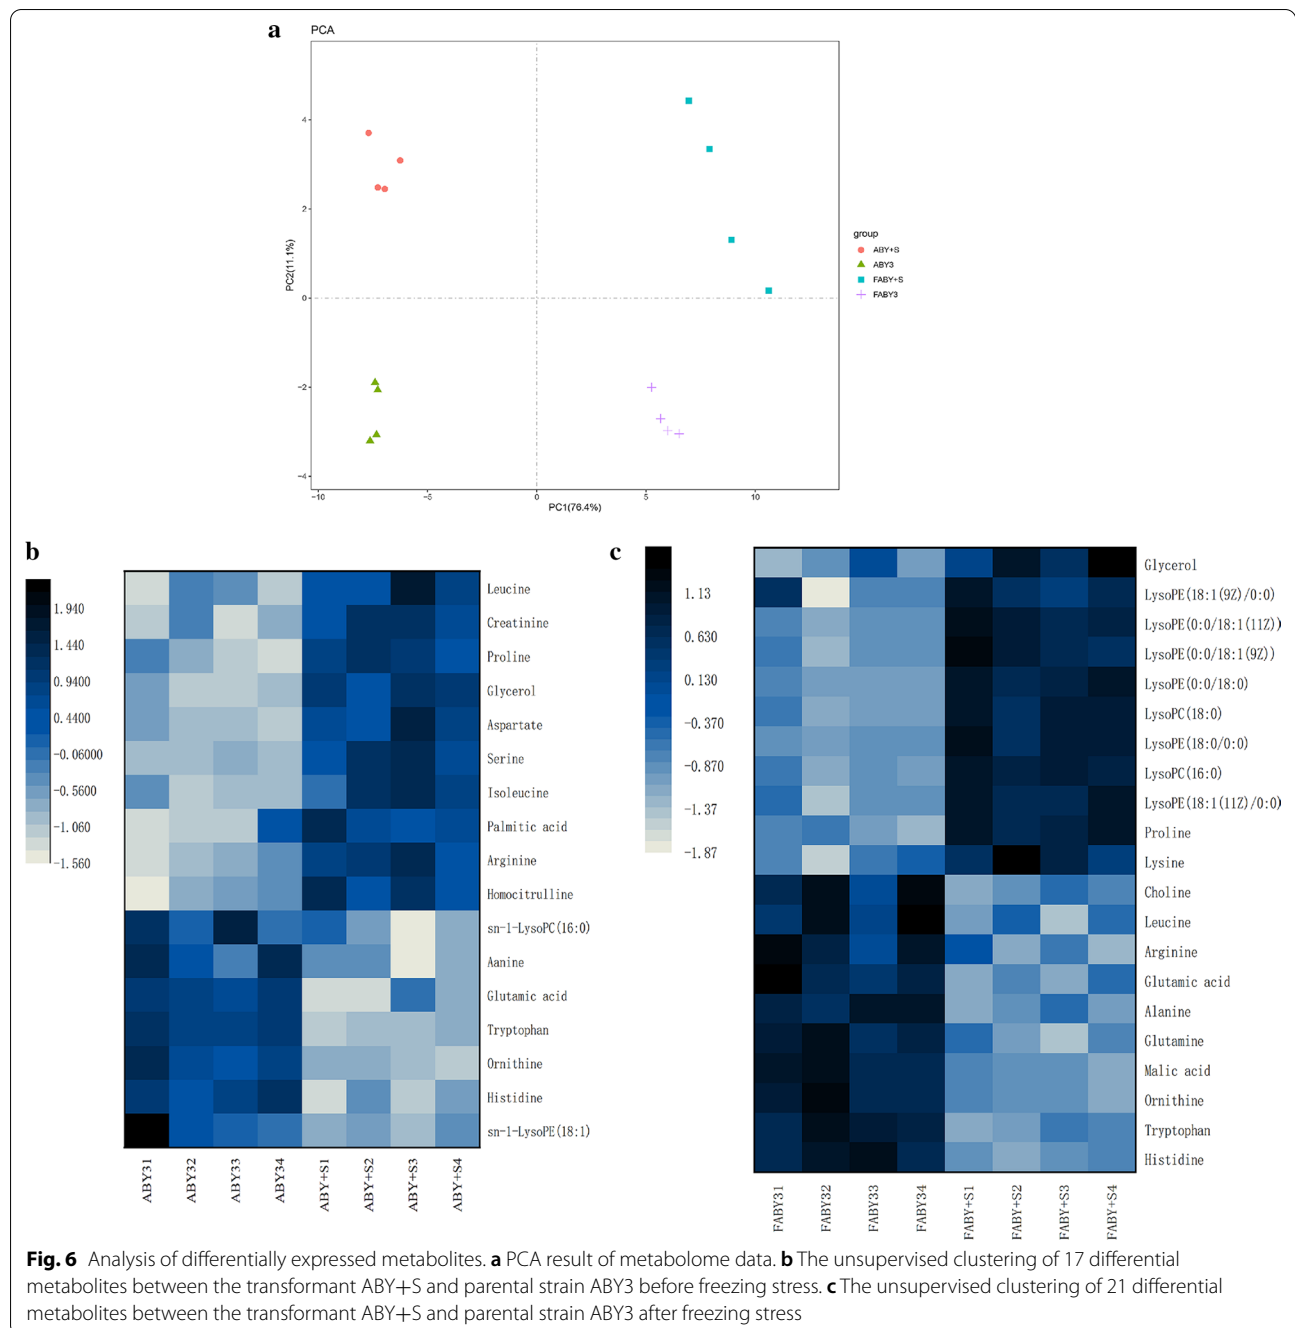 a
PCA
4
2
0
−2
−4
PC2(11.1%)
−10
−5
0
5
10
PC1(76.4%)
group
ABY+S
ABY3
FABY+S
FABY3
b
1.940
1.440
0.9400
0.4400
-0.06000
-0.5600
-1.060
-1.560
Leucine
Creatinine
Proline
Glycerol
Aspartate
Serine
Isoleucine
Palmitic acid
Arginine
Homocitrulline
sn-1-LysoPC(16:0)
Aanine
Glutamic acid
Tryptophan
Ornithine
Histidine
sn-1-LysoPE(18:1)
ABY31
ABY32
ABY33
ABY34
ABY+S1
ABY+S2
ABY+S3
ABY+S4
c
1.13
0.630
0.130
-0.370
-0.870
-1.37
-1.87
Glycerol
LysoPE(18:1(9Z)/0:0)
LysoPE(0:0/18:1(11Z))
LysoPE(0:0/18:1(9Z))
LysoPE(0:0/18:0)
LysoPC(18:0)
LysoPE(18:0/0:0)
LysoPC(16:0)
LysoPE(18:1(11Z)/0:0)
Proline
Lysine
Choline
Leucine
Arginine
Glutamic acid
Alanine
Glutamine
Malic acid
Ornithine
Tryptophan
Histidine
FABY31
FABY32
FABY33
FABY34
FABY+S1
FABY+S2
FABY+S3
FABY+S4
Fig. 6 Analysis of differentially expressed metabolites. a PCA result of metabolome data. b The unsupervised clustering of 17 differential
metabolites between the transformant ABY+S and parental strain ABY3 before freezing stress. c The unsupervised clustering of 21 differential
metabolites between the transformant ABY+S and parental strain ABY3 after freezing stress